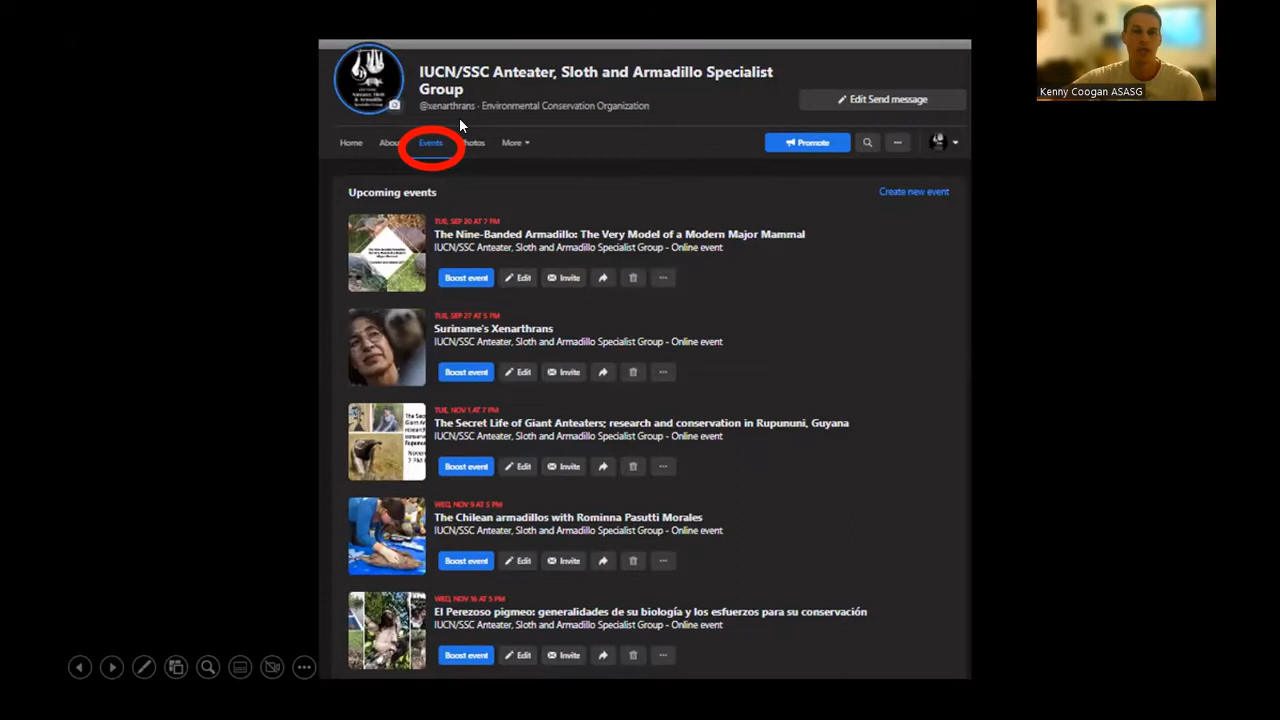 Kenny Coogan ASASG
IUCN/SSC Anteater, Sloth and Armadillo Specialist
Group
@xenarthrans · Environmental Conservation Organization
Edit Send message
Home
Abou
Events
hotos
More
Promote
Upcoming events
Create new event
TUE, SEP 20 AT 7 PM
The Nine-Banded Armadillo: The Very Model of a Modern Major Mammal
IUCN/SSC Anteater, Sloth and Armadillo Specialist Group - Online event
Boost event
Edit
Invite
TUE, SEP 27 AT 5 PM
Suriname's Xenarthrans
IUCN/SSC Anteater, Sloth and Armadillo Specialist Group - Online event
Boost event
Edit
Invite
TUE, NOV 1 AT 7 PM
The Secret Life of Giant Anteaters; research and conservation in Rupununi, Guyana
IUCN/SSC Anteater, Sloth and Armadillo Specialist Group - Online event
Boost event
Edit
Invite
WED, NOV 9 AT 5 PM
The Chilean armadillos with Rominna Pasutti Morales
IUCN/SSC Anteater, Sloth and Armadillo Specialist Group - Online event
Boost event
Edit
Invite
WED, NOV 16 AT 5 PM
El Perezoso pigmeo: generalidades de su biología y los esfuerzos para su conservación
IUCN/SSC Anteater, Sloth and Armadillo Specialist Group - Online event
Boost event
Edit
Invite